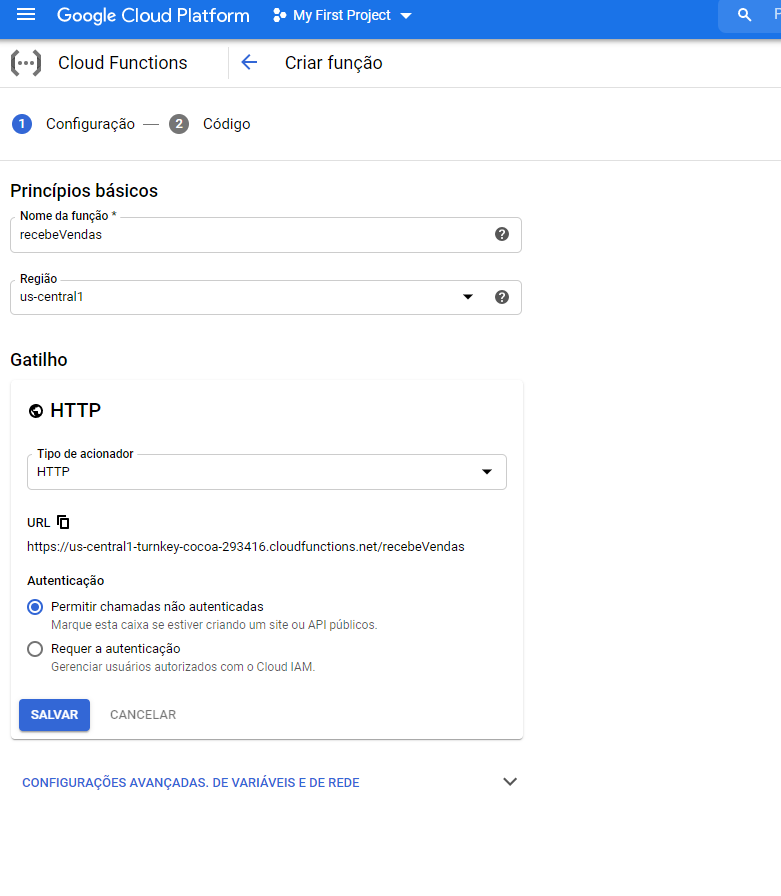 Google Cloud Platform My First Project
Cloud Functions Criar função
1 Configuração — 2 Código
Princípios básicos
Nome da função *
recebeVendas
Região
us-central1
Gatilho
HTTP
Tipo de acionador
HTTP
URL
https://us-central1-turnkey-cocoa-293416.cloudfunctions.net/recebeVendas
Autenticação
Permitir chamadas não autenticadas
Marque esta caixa se estiver criando um site ou API públicos.
Requer a autenticação
Gerenciar usuários autorizados com o Cloud IAM.
SALVAR CANCELAR
CONFIGURAÇÕES AVANÇADAS. DE VARIÁVEIS E DE REDE